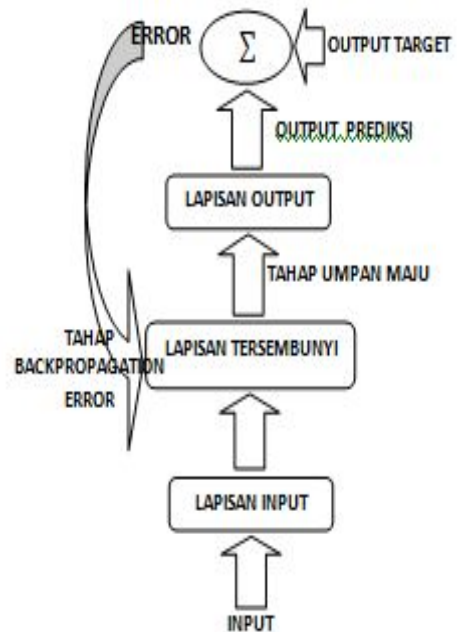 ERROR
Σ
OUTPUT TARGET
OUTPUT PREDIKSI
LAPISAN OUTPUT
TAHAP UMPAN MAJU
TAHAP
BACKPROPAGATION
ERROR
LAPISAN TERSEMBUNYI
LAPISAN INPUT
INPUT